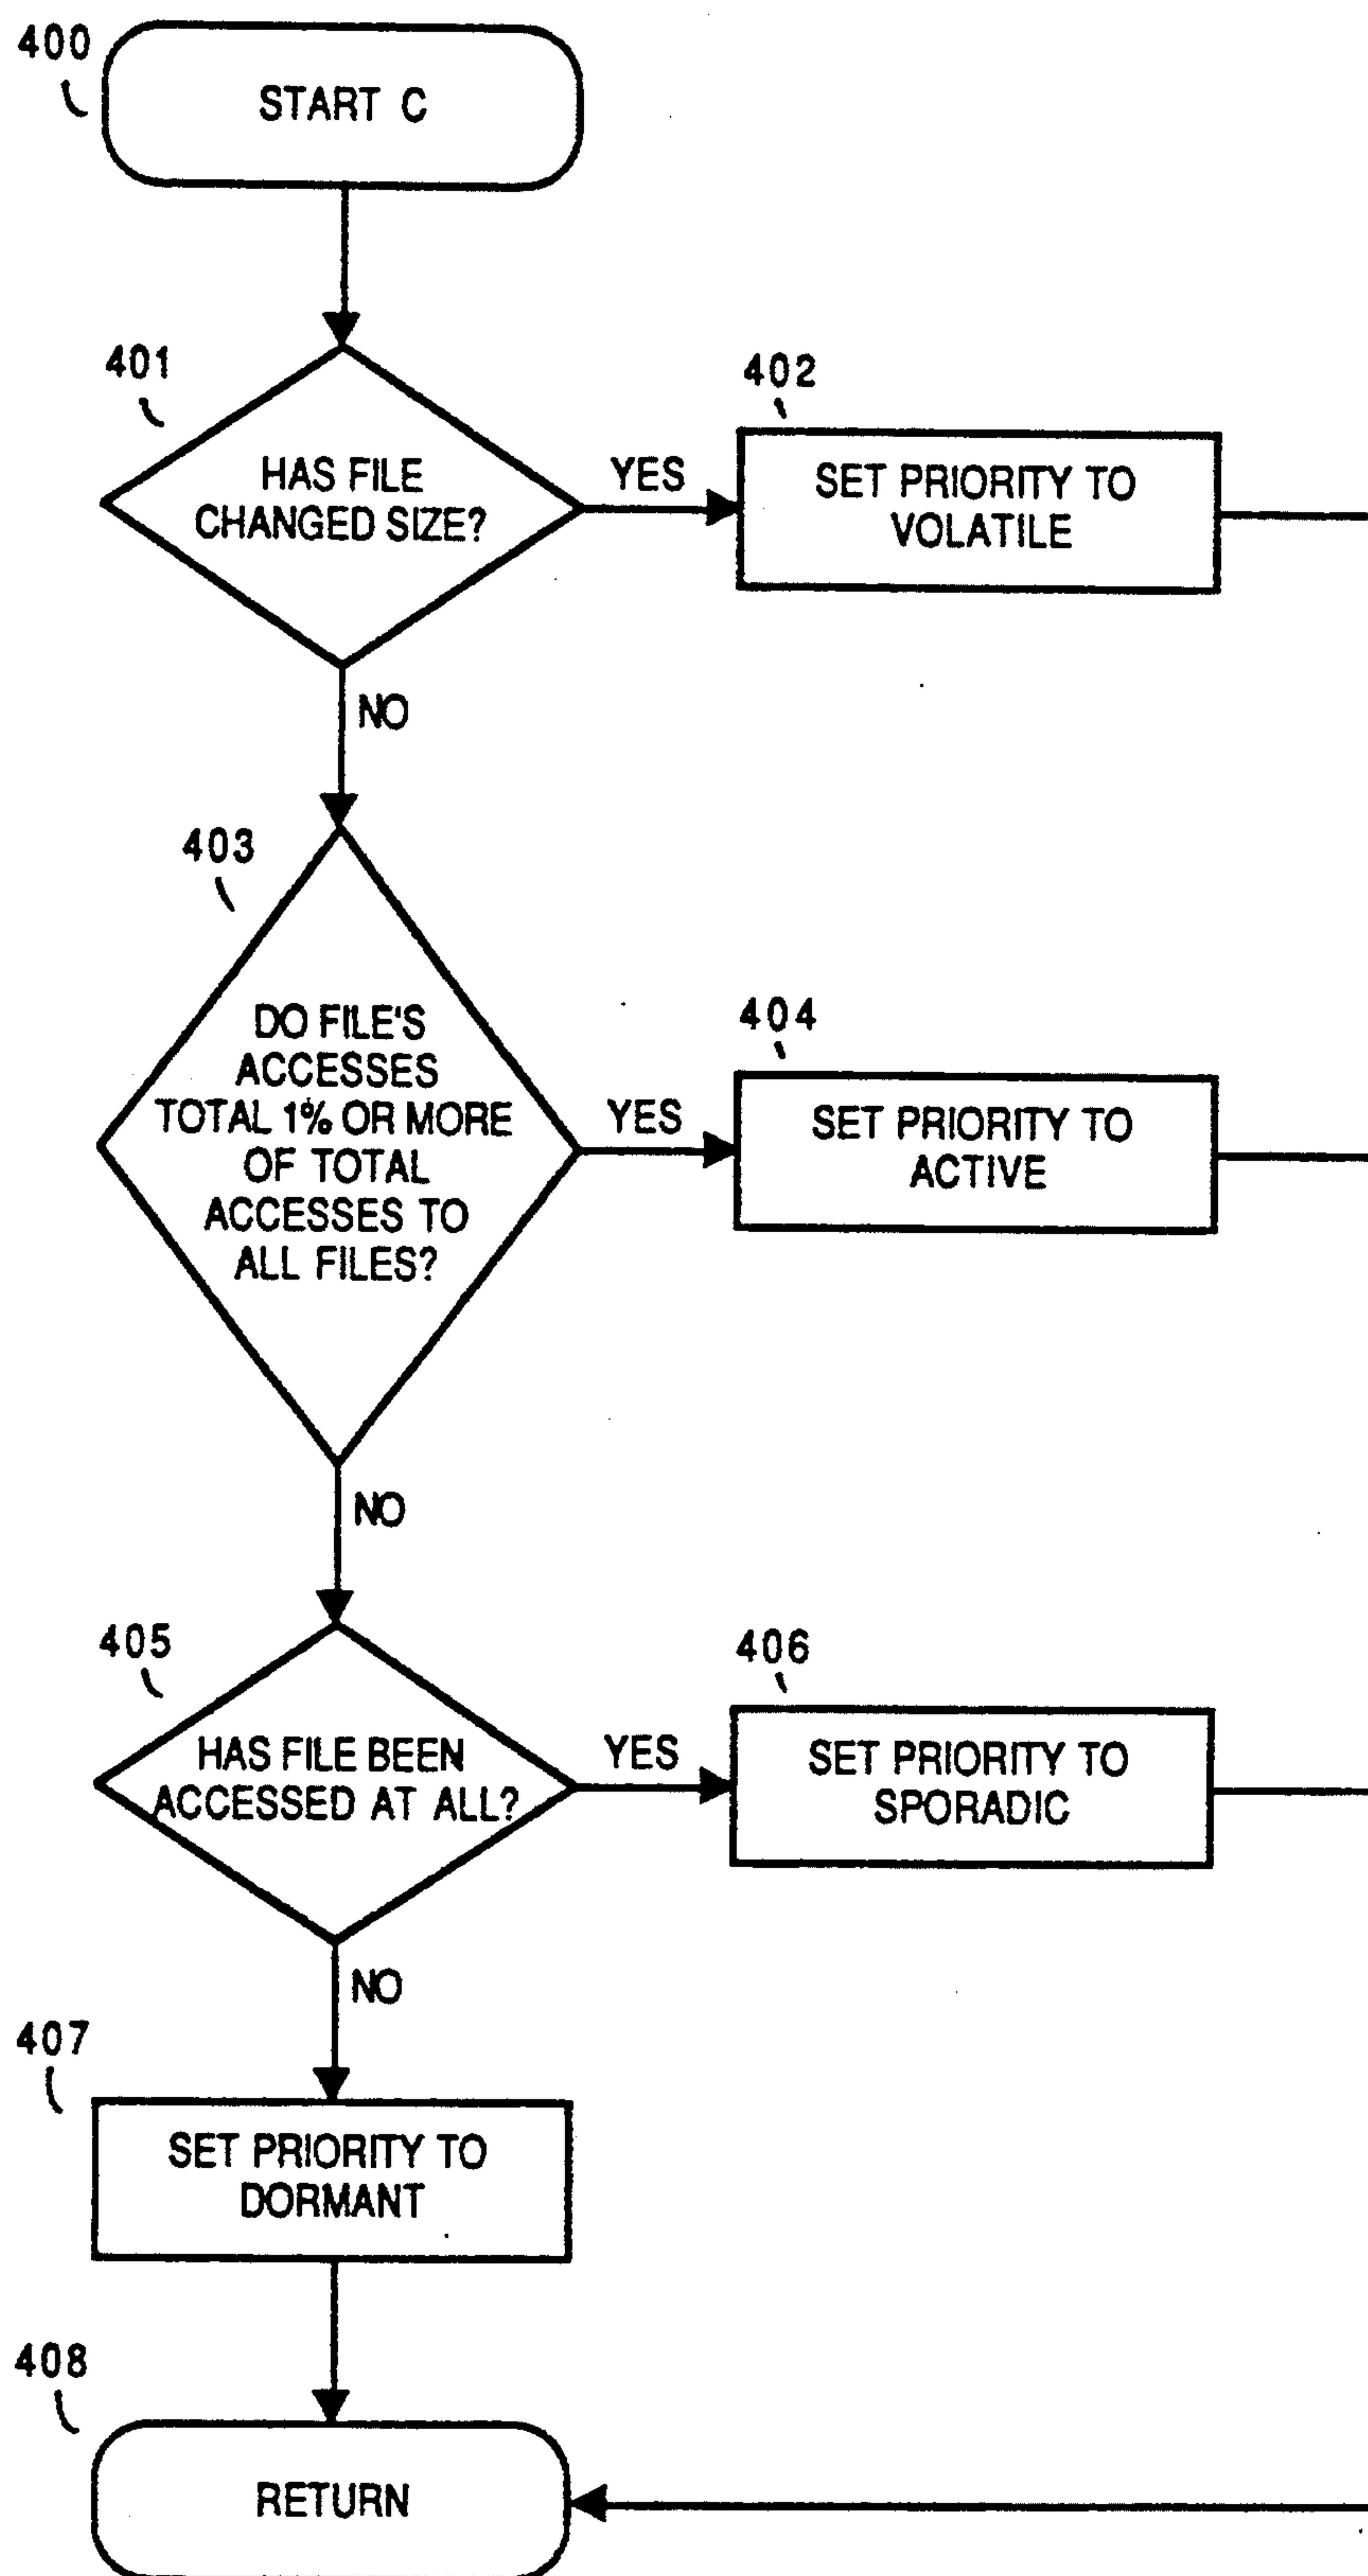 400
START C
401
HAS FILE
CHANGED SIZE?
YES
402
SET PRIORITY TO
VOLATILE
NO
403
DO FILE'S
ACCESSES
TOTAL 1% OR MORE
OF TOTAL
ACCESSES TO
ALL FILES?
YES
404
SET PRIORITY TO
ACTIVE
NO
405
HAS FILE BEEN
ACCESSED AT ALL?
YES
406
SET PRIORITY TO
SPORADIC
NO
407
SET PRIORITY TO
DORMANT
408
RETURN